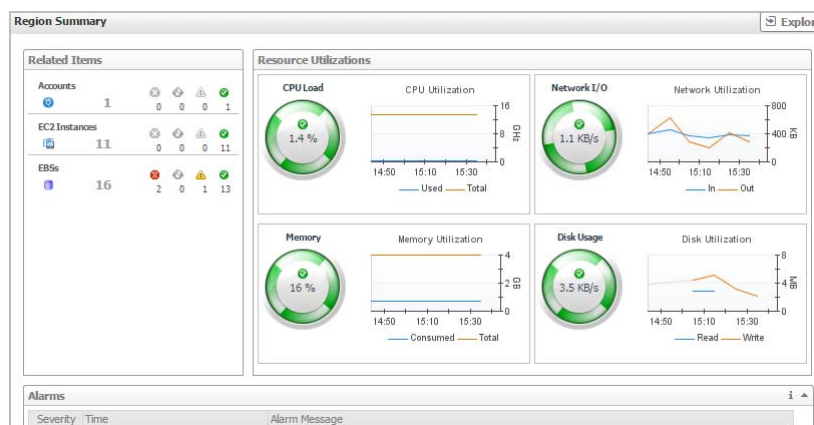 Region Summary
Explor
Related Items
Accounts
1
0 0 0 1
EC2 Instances
11
0 0 0 11
EBSs
16
2 0 1 13
Resource Utilizations
CPU Load
1.4 %
CPU Utilization
16
8
0
GHz
14:50 15:10 15:30
Used Total
Network I/O
1.1 KB/s
Network Utilization
800
400
0
KB
14:50 15:10 15:30
In Out
Memory
16 %
Memory Utilization
4
2
0
GB
14:50 15:10 15:30
Consumed Total
Disk Usage
3.5 KB/s
Disk Utilization
8
4
0
MB
14:50 15:10 15:30
Read Write
Alarms
i
Severity Time Alarm Message